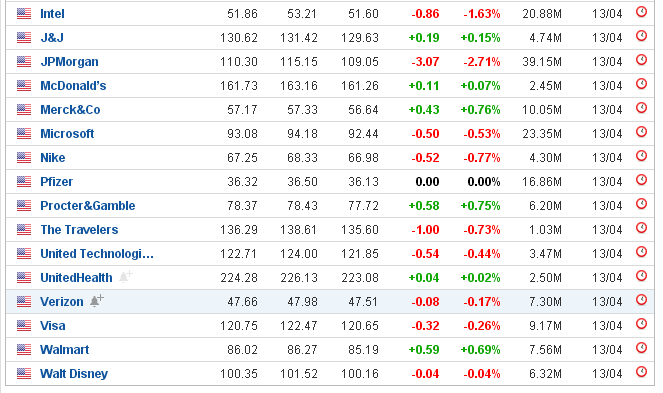 Intel 51.86 53.21 51.60 -0.86 -1.63% 20.88M 13/04
J&J 130.62 131.42 129.63 +0.19 +0.15% 4.74M 13/04
JPMorgan 110.30 115.15 109.05 -3.07 -2.71% 39.15M 13/04
McDonald's 161.73 163.16 161.26 +0.11 +0.07% 2.45M 13/04
Merck&Co 57.17 57.33 56.64 +0.43 +0.76% 10.05M 13/04
Microsoft 93.08 94.18 92.44 -0.50 -0.53% 23.35M 13/04
Nike 67.25 68.33 66.98 -0.52 -0.77% 4.30M 13/04
Pfizer 36.32 36.50 36.13 0.00 0.00% 16.86M 13/04
Procter&Gamble 78.37 78.43 77.72 +0.58 +0.75% 6.20M 13/04
The Travelers 136.29 138.61 135.60 -1.00 -0.73% 1.03M 13/04
United Technologi... 122.71 124.00 121.85 -0.54 -0.44% 3.47M 13/04
UnitedHealth 224.28 226.13 223.08 +0.04 +0.02% 2.50M 13/04
Verizon 47.66 47.98 47.51 -0.08 -0.17% 7.30M 13/04
Visa 120.75 122.47 120.65 -0.32 -0.26% 9.17M 13/04
Walmart 86.02 86.27 85.19 +0.59 +0.69% 7.56M 13/04
Walt Disney 100.35 101.52 100.16 -0.04 -0.04% 6.32M 13/04